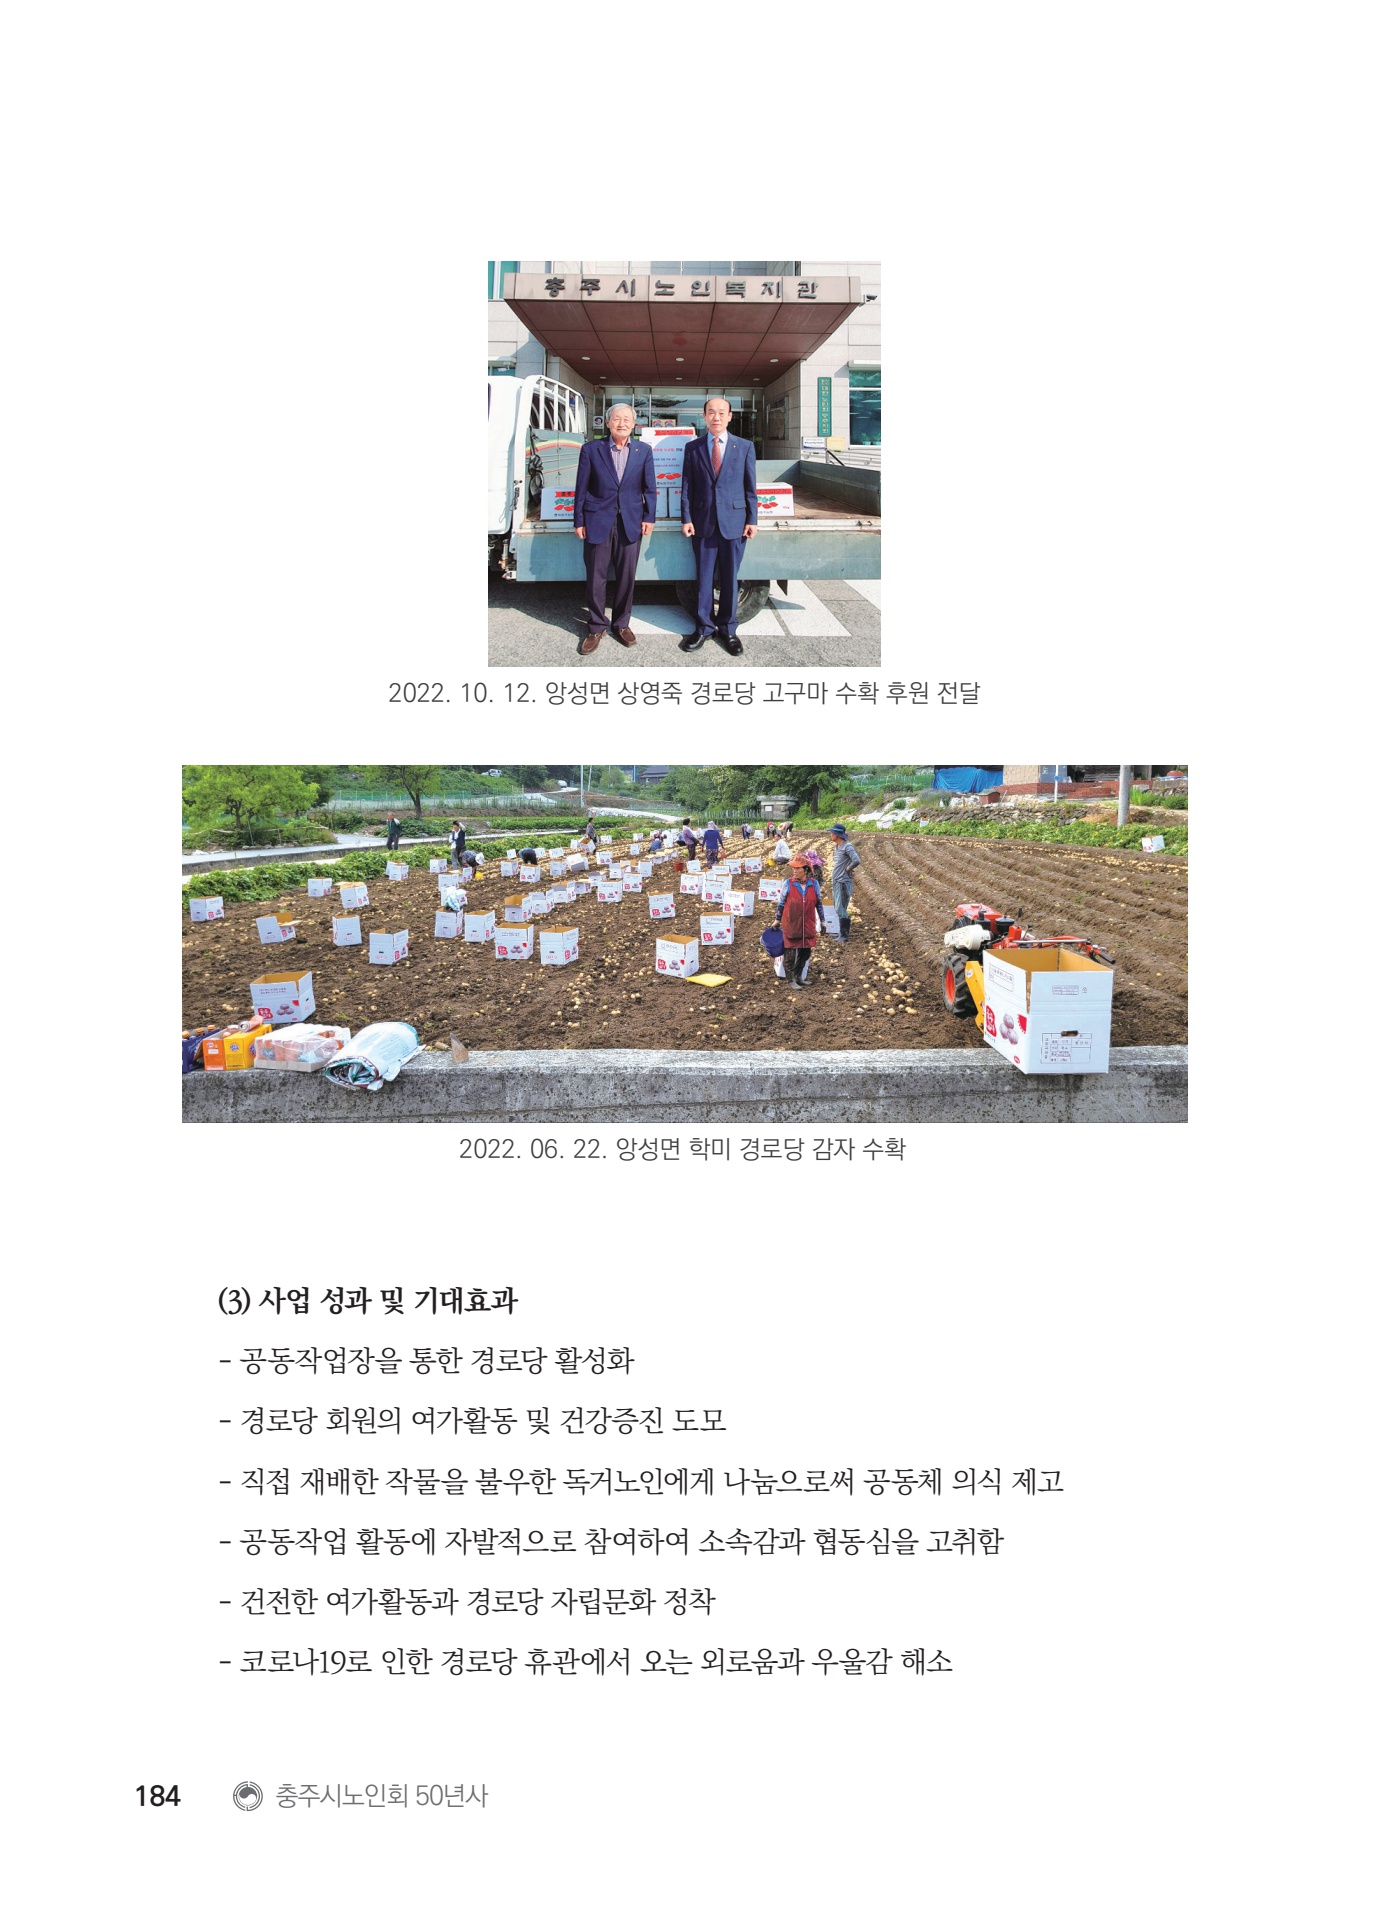 충주시노인복지관
2022. 10. 12. 앙성면 상영죽 경로당 고구마 수확 후원 전달
2022. 06. 22. 앙성면 학미 경로당 감자 수확
(3) 사업 성과 및 기대효과
- 공동작업장을 통한 경로당 활성화
- 경로당 회원의 여가활동 및 건강증진 도모
- 직접 재배한 작물을 불우한 독거노인에게 나눔으로써 공동체 의식 제고
- 공동작업 활동에 자발적으로 참여하여 소속감과 협동심을 고취함
- 건전한 여가활동과 경로당 자립문화 정착
- 코로나19로 인한 경로당 휴관에서 오는 외로움과 우울감 해소
184 충주시노인회 50년사